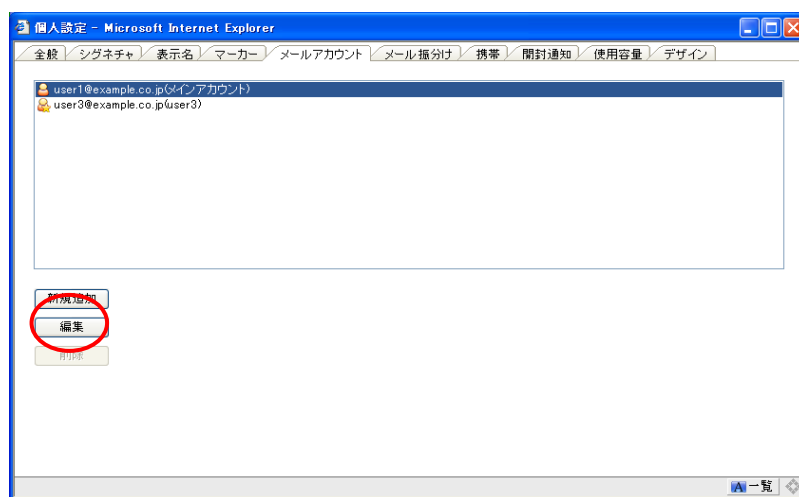 個人設定 - Microsoft Internet Explorer
全般 シグネチャ 表示名 マーカー メールアカウント メール振分け 携帯 開封通知 使用容量 デザイン
user1@example.co.jp(メインアカウント)
user3@example.co.jp(user3)
新規追加
編集
削除
A一覧